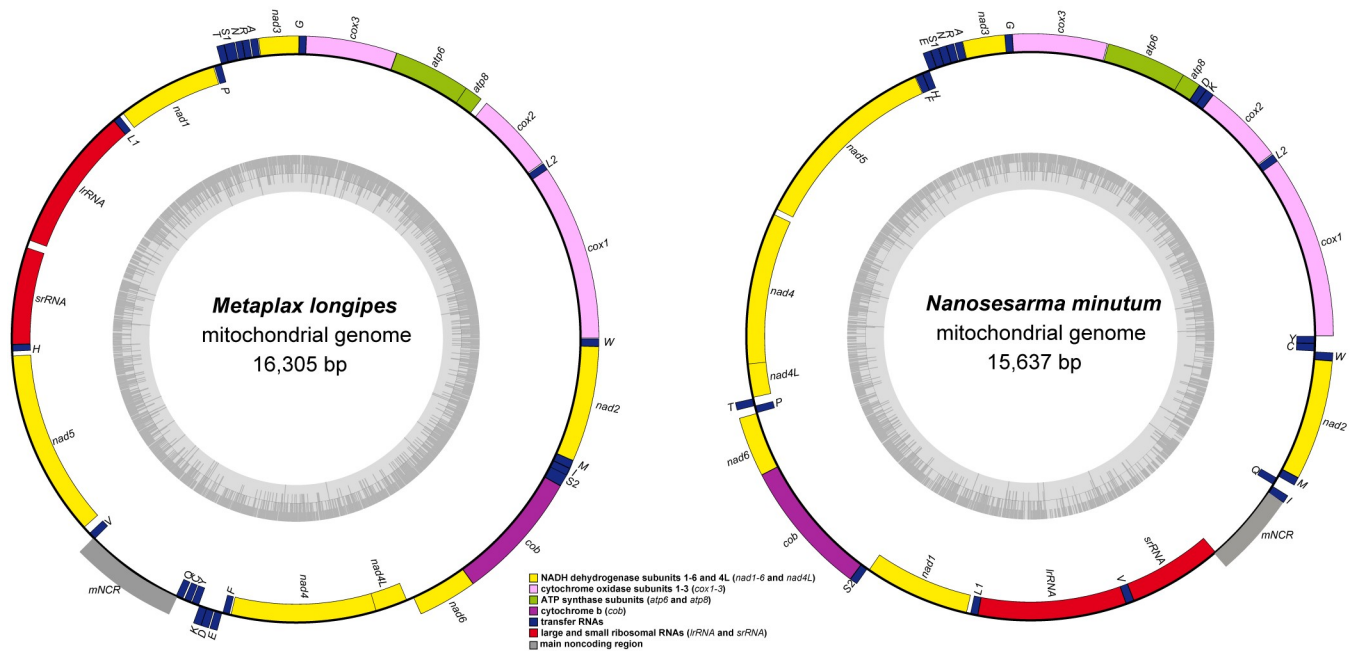 Metaplax longipes
mitochondrial genome
16,305 bp
G
cox3
atp6
atp8
cox2
L2
cox1
W
nad2
M
I
S2
cob
nad6
nad4L
nad4
F
E
D
K
Y
C
Q
mNCR
V
nad5
H
srRNA
lrRNA
L1
nad1
P
T
S1
N
R
A
nad3
Nanosesarma minutum
mitochondrial genome
15,637 bp
G
cox3
atp6
atp8
D
K
cox2
L2
cox1
Y
C
W
nad2
M
Q
I
mNCR
srRNA
V
lrRNA
L1
nad1
S2
cob
nad6
P
T
nad4L
nad4
nad5
F
H
E
S1
N
R
A
nad3
NADH dehydrogenase subunits 1-6 and 4L (nad1-6 and nad4L)
cytochrome oxidase subunits 1-3 (cox1-3)
ATP synthase subunits (atp6 and atp8)
cytochrome b (cob)
transfer RNAs
large and small ribosomal RNAs (lrRNA and srRNA)
main noncoding region